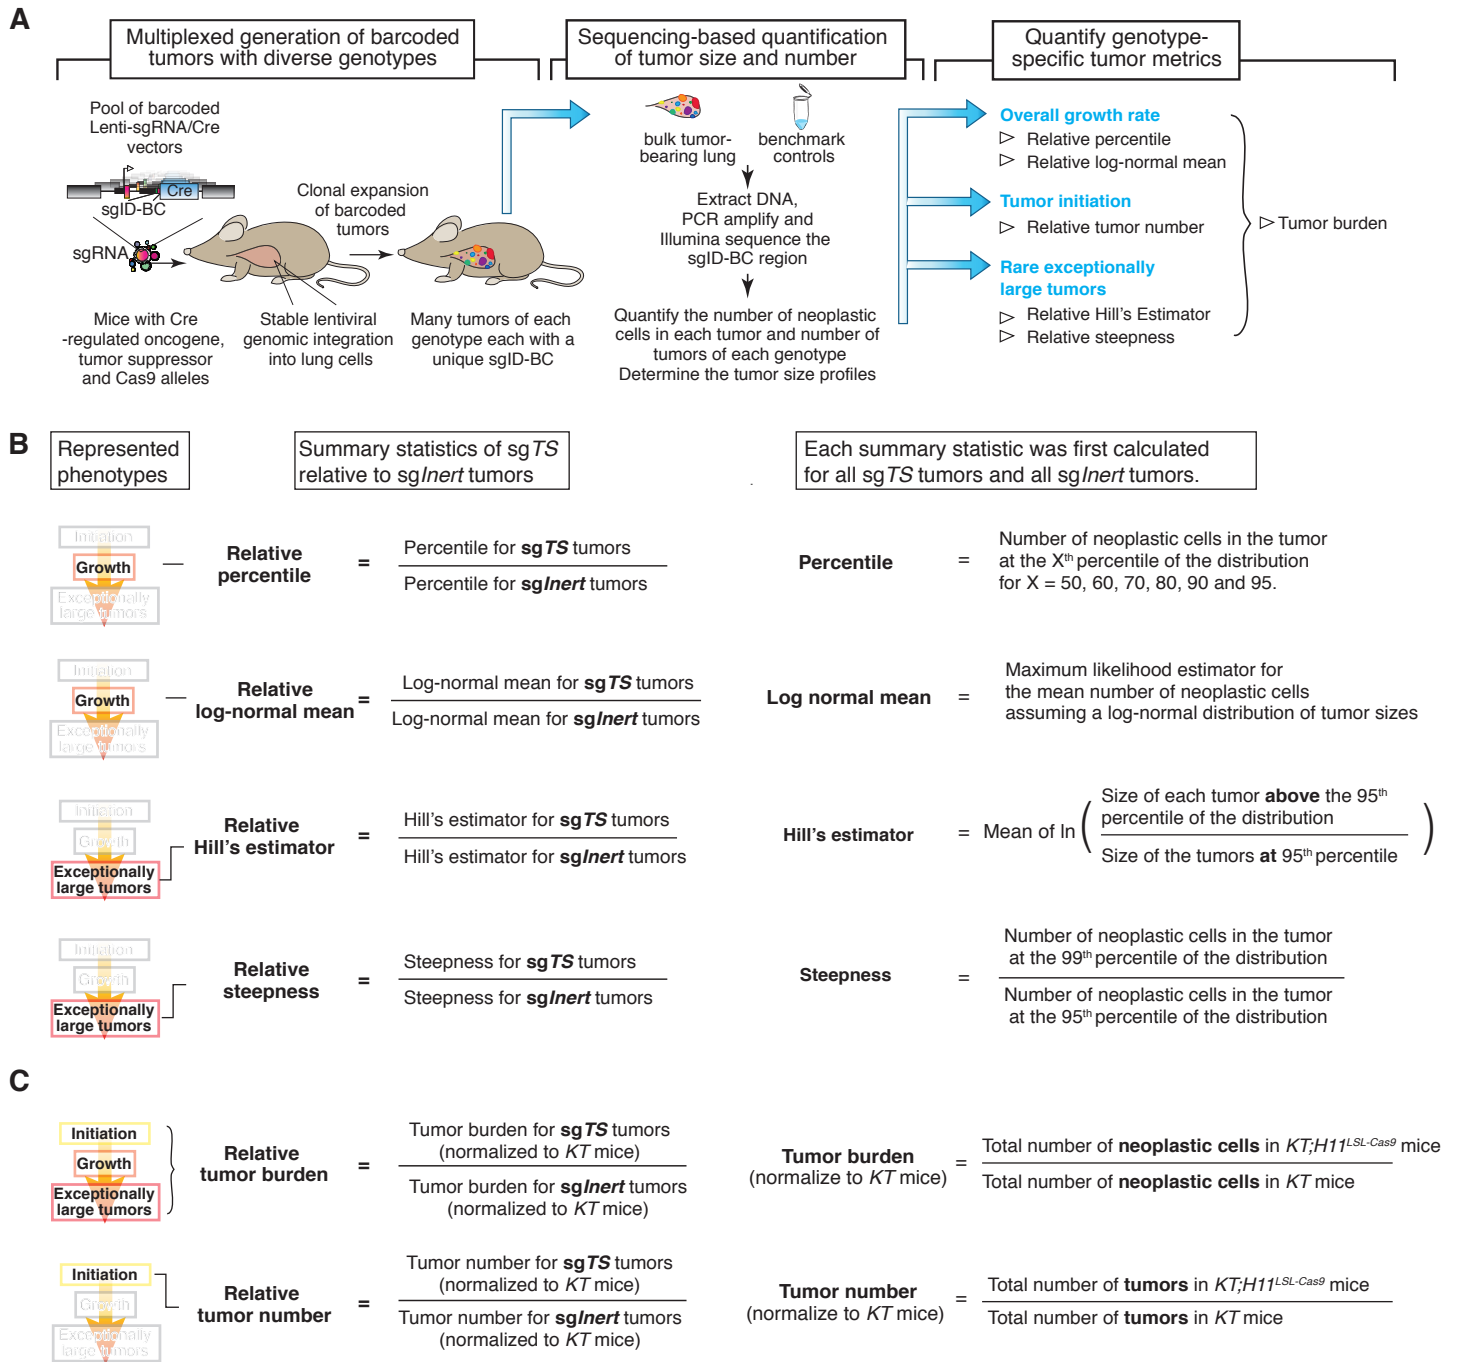 A
Multiplexed generation of barcoded
tumors with diverse genotypes
Sequencing-based quantification
of tumor size and number
Quantify genotype-
specific tumor metrics
Pool of barcoded
Lenti-sgRNA/Cre
vectors
Cre
sgID-BC
sgRNA
Clonal expansion
of barcoded
tumors
Mice with Cre
-regulated oncogene,
tumor suppressor
and Cas9 alleles
Stable lentiviral
genomic integration
into lung cells
Many tumors of each
genotype each with a
unique sgID-BC
bulk tumor-
bearing lung
benchmark
controls
Extract DNA,
PCR amplify and
Illumina sequence the
sgID-BC region
Quantify the number of neoplastic
cells in each tumor and number of
tumors of each genotype
Determine the tumor size profiles
Overall growth rate
Relative percentile
Relative log-normal mean
Tumor initiation
Relative tumor number
Rare exceptionally
large tumors
Relative Hill's Estimator
Relative steepness
Tumor burden
B
Represented
phenotypes
Summary statistics of sgTS
relative to sgInert tumors
Each summary statistic was first calculated
for all sgTS tumors and all sgInert tumors.
Initiation
Growth
Exceptionally
large tumors
Relative
percentile
=
Percentile for sgTS tumors
Percentile for sgInert tumors
Percentile
=
Number of neoplastic cells in the tumor
at the Xth percentile of the distribution
for X = 50, 60, 70, 80, 90 and 95.
Initiation
Growth
Exceptionally
large tumors
Relative
log-normal mean
=
Log-normal mean for sgTS tumors
Log-normal mean for sgInert tumors
Log normal mean
=
Maximum likelihood estimator for
the mean number of neoplastic cells
assuming a log-normal distribution of tumor sizes
Initiation
Growth
Exceptionally
large tumors
Relative
Hill's estimator
=
Hill's estimator for sgTS tumors
Hill's estimator for sgInert tumors
Hill's estimator
= Mean of ln (
Size of each tumor above the 95th
percentile of the distribution
Size of the tumors at 95th percentile
)
Initiation
Growth
Exceptionally
large tumors
Relative
steepness
=
Steepness for sgTS tumors
Steepness for sgInert tumors
Steepness
=
Number of neoplastic cells in the tumor
at the 99th percentile of the distribution
Number of neoplastic cells in the tumor
at the 95th percentile of the distribution
C
Initiation
Growth
Exceptionally
large tumors
Relative
tumor burden
=
Tumor burden for sgTS tumors
(normalized to KT mice)
Tumor burden for sgInert tumors
(normalized to KT mice)
Tumor burden
(normalize to KT mice)
=
Total number of neoplastic cells in KT;H11LSL-Cas9 mice
Total number of neoplastic cells in KT mice
Initiation
Growth
Exceptionally
large tumors
Relative
tumor number
=
Tumor number for sgTS tumors
(normalized to KT mice)
Tumor number for sgInert tumors
(normalized to KT mice)
Tumor number
(normalize to KT mice)
=
Total number of tumors in KT;H11LSL-Cas9 mice
Total number of tumors in KT mice